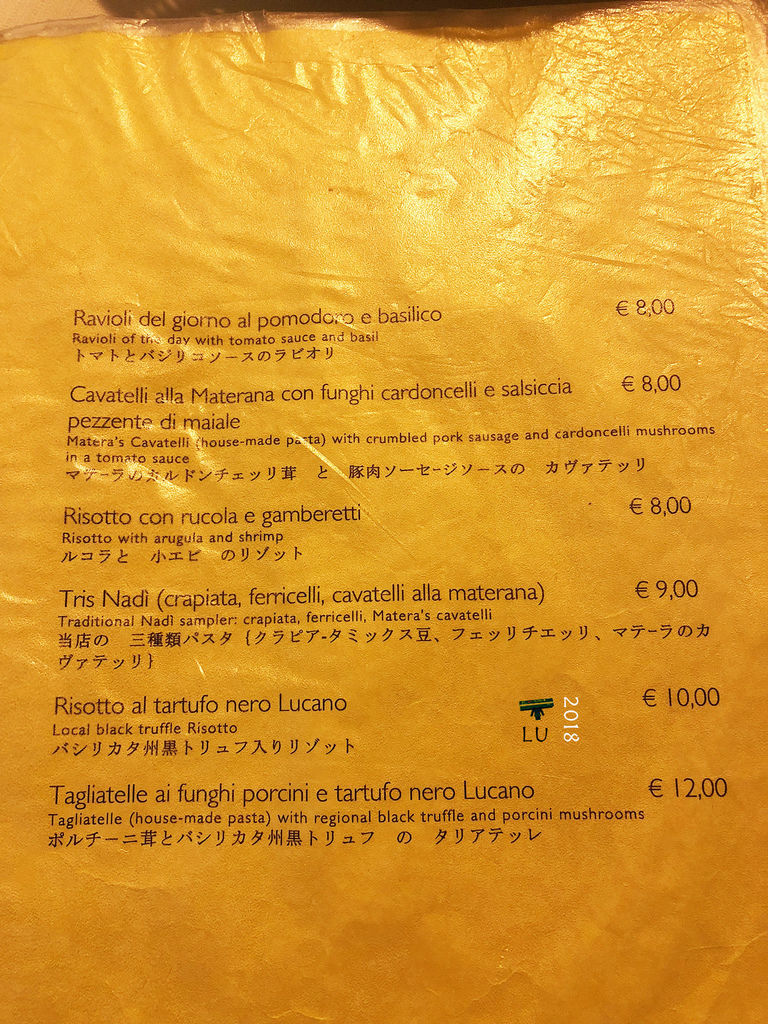 Ravioli del giorno al pomodoro e basilico € 8,00
Ravioli of the day with tomato sauce and basil
トマトとバジリコソースのラビオリ
Cavatelli alla Materana con funghi cardoncelli e salsiccia € 8,00
pezzente di maiale
Matera's Cavatelli (house-made pasta) with crumbled pork sausage and cardoncelli mushrooms
in a tomato sauce
マテーラのカルドンチェッリ茸 と 豚肉ソーセージソースの カヴァテッリ
Risotto con rucola e gamberetti € 8,00
Risotto with arugula and shrimp
ルコラと 小エビ のリゾット
Tris Nadì (crapiata, ferricelli, cavatelli alla materana) € 9,00
Traditional Nadì sampler: crapiata, ferricelli, Matera's cavatelli
当店の 三種類パスタ {クラピア-タミックス豆、フェッリチエッリ、マテーラのカ
ヴァテッリ}
Risotto al tartufo nero Lucano € 10,00
Local black truffle Risotto
バシリカタ州黒トリュフ入りリゾット
LU 2018
Tagliatelle ai funghi porcini e tartufo nero Lucano € 12,00
Tagliatelle (house-made pasta) with regional black truffle and porcini mushrooms
ポルチーニ茸とバシリカタ州黒トリュフ の タリアテッレ